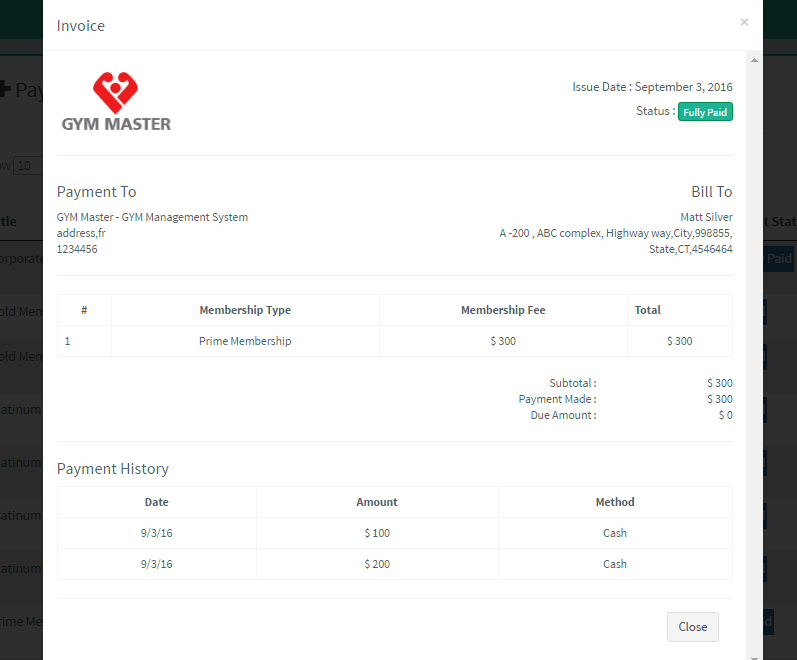 Invoice
×
Pay
GYM MASTER
Issue Date : September 3, 2016
Status : Fully Paid
ow 10
Payment To
Bill To
GYM Master - GYM Management System
Matt Silver
address,fr
A -200 , ABC complex, Highway way,City,998855,
1234456
State,CT,4546464
tle
t Stat
orporate
Paid
old Mem
old Mem
# Membership Type Membership Fee Total
1 Prime Membership $ 300 $ 300
Subtotal : $ 300
Payment Made : $ 300
Due Amount : $ 0
atinum
atinum
atinum
atinum
rime Me
d
Payment History
Date Amount Method
9/3/16 $ 100 Cash
9/3/16 $ 200 Cash
Close